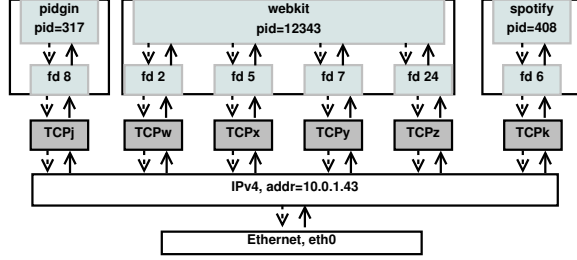 pidgin
pid=317
webkit
pid=12343
spotify
pid=408
fd 8
fd 2
fd 5
fd 7
fd 24
fd 6
TCPj
TCPw
TCPx
TCPy
TCPz
TCPk
IPv4, addr=10.0.1.43
Ethernet, eth0